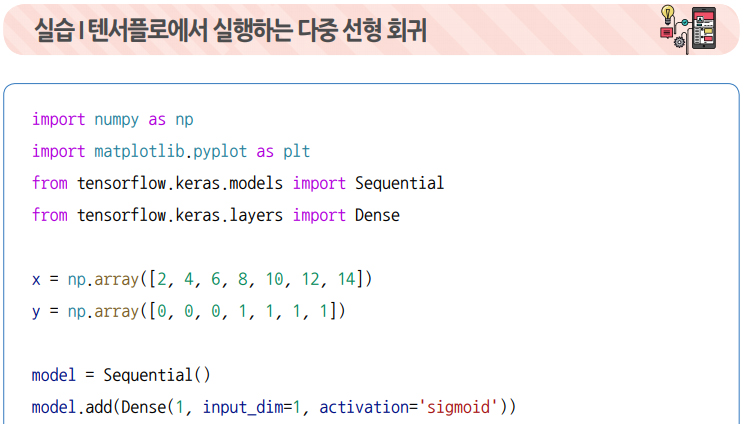 실습 | 텐서플로에서 실행하는 다중 선형 회귀
import numpy as np
import matplotlib.pyplot as plt
from tensorflow.keras.models import Sequential
from tensorflow.keras.layers import Dense
x = np.array([2, 4, 6, 8, 10, 12, 14])
y = np.array([0, 0, 0, 1, 1, 1, 1])
model = Sequential()
model.add(Dense(1, input_dim=1, activation='sigmoid'))